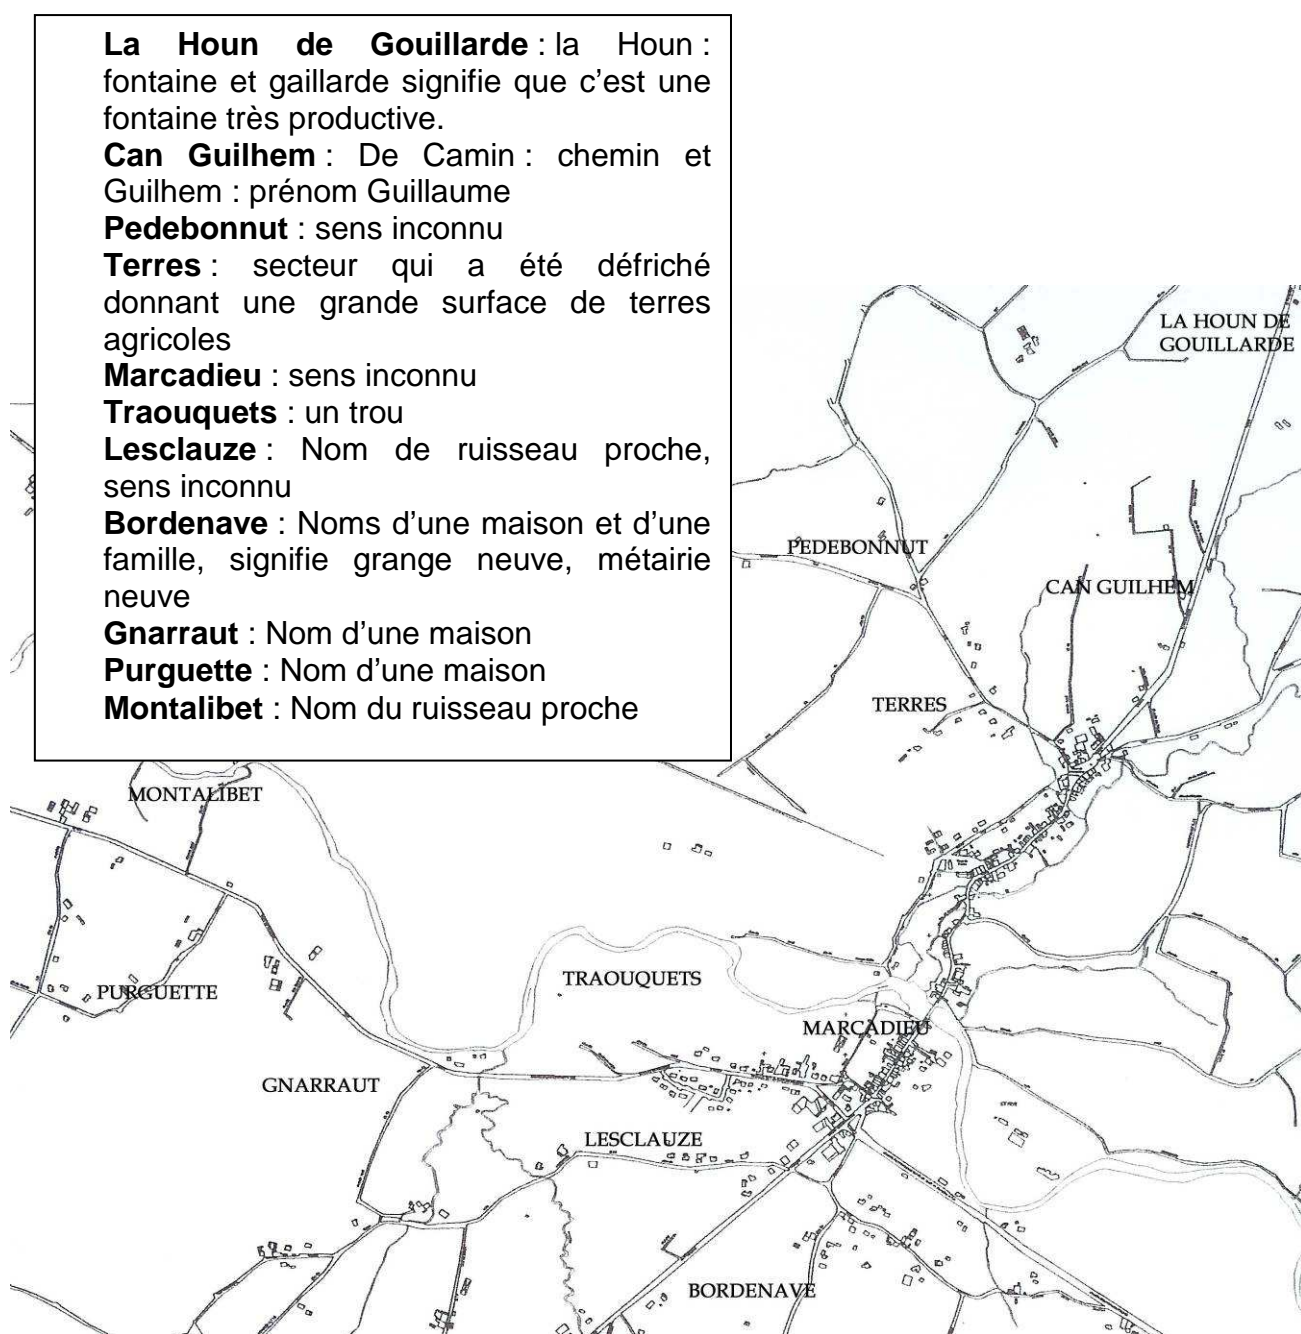 La Houn de Gouillarde : la Houn :
fontaine et gaillarde signifie que c’est une
fontaine très productive.
Can Guilhem : De Camin : chemin et
Guilhem : prénom Guillaume
Pedebonnut : sens inconnu
Terres : secteur qui a été défriché
donnant une grande surface de terres
agricoles
Marcadieu : sens inconnu
Traouquets : un trou
Lesclauze : Nom de ruisseau proche,
sens inconnu
Bordenave : Noms d’une maison et d’une
famille, signifie grange neuve, métairie
neuve
Gnarraut : Nom d’une maison
Purguette : Nom d’une maison
Montalibet : Nom du ruisseau proche
LA HOUN DE
GOUILLARDE
PEDEBONNUT
CAN GUILHEM
TERRES
MONTALIBET
TRAOUQUETS
PURGUETTE
MARCADIEU
GNARRAUT
LESCLAUZE
BORDENAVE